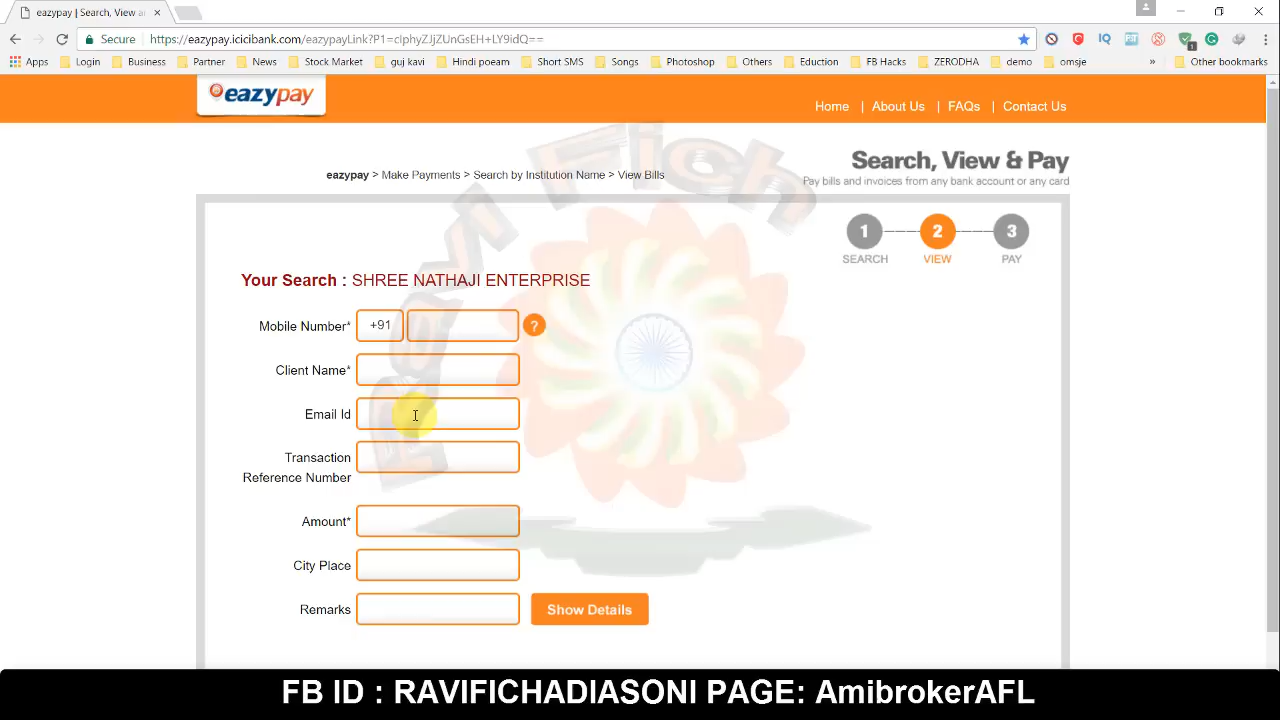 eazypay | Search, View a
Secure
https://eazypay.icicibank.com/eazypayLink?P1=
Apps Login Business Partner News Stock Market guj kavi Hindi poeam Short SMS Songs Photoshop Others Eduction FB Hacks ZERODHA demo omsje » Other bookmarks
eazypay
Home | About Us | FAQs | Contact Us
Search, View & Pay
Pay bills and invoices from any bank account or any card
eazypay > Make Payments > Search by Institution Name > View Bills
1 2 3
SEARCH VIEW PAY
Your Search : SHREE NATHAJI ENTERPRISE
Mobile Number* +91 ?
Client Name*
Email Id
Transaction
Reference Number
Amount*
City Place
Remarks Show Details
FB ID : RAVIFICHADIASONI PAGE: AmibrokerAFL